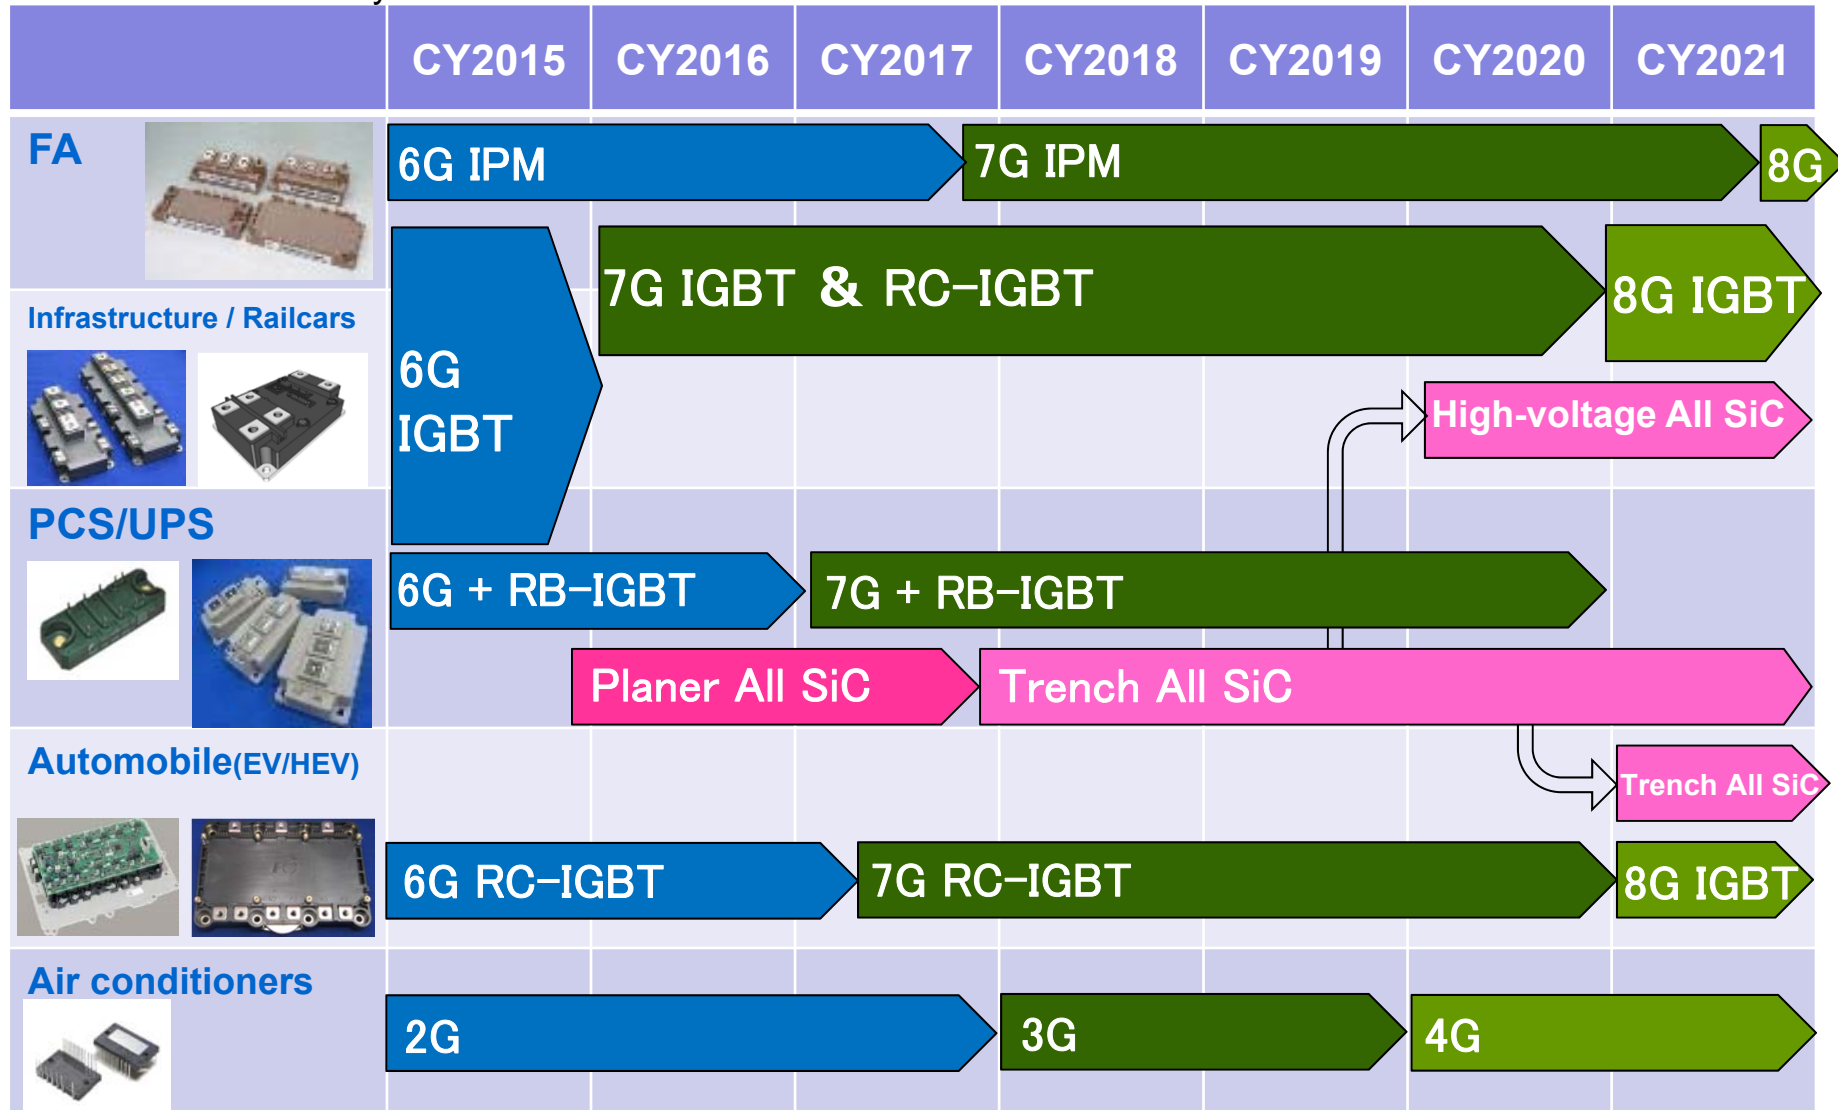 CY2015 CY2016 CY2017 CY2018 CY2019 CY2020 CY2021
FA
6G IPM
7G IPM
8G
7G IGBT & RC-IGBT
8G IGBT
Infrastructure / Railcars
6G
IGBT
High-voltage All SiC
PCS/UPS
6G + RB-IGBT
7G + RB-IGBT
Planer All SiC
Trench All SiC
Automobile(EV/HEV)
Trench All SiC
6G RC-IGBT
7G RC-IGBT
8G IGBT
Air conditioners
2G
3G
4G